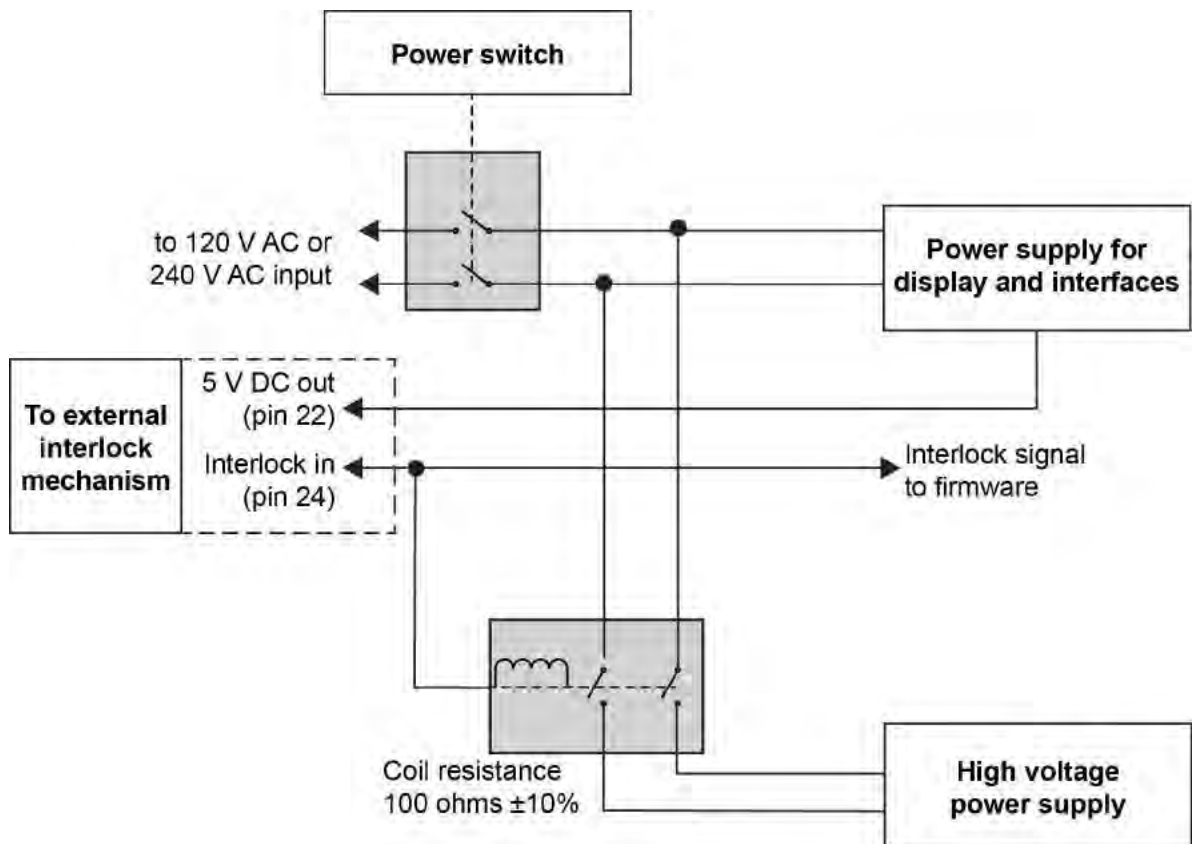 Power switch
to 120 V AC or
240 V AC input
Power supply for
display and interfaces
To external
interlock
mechanism
5 V DC out
(pin 22)
Interlock in
(pin 24)
Interlock signal
to firmware
Coil resistance
100 ohms ±10%
High voltage
power supply